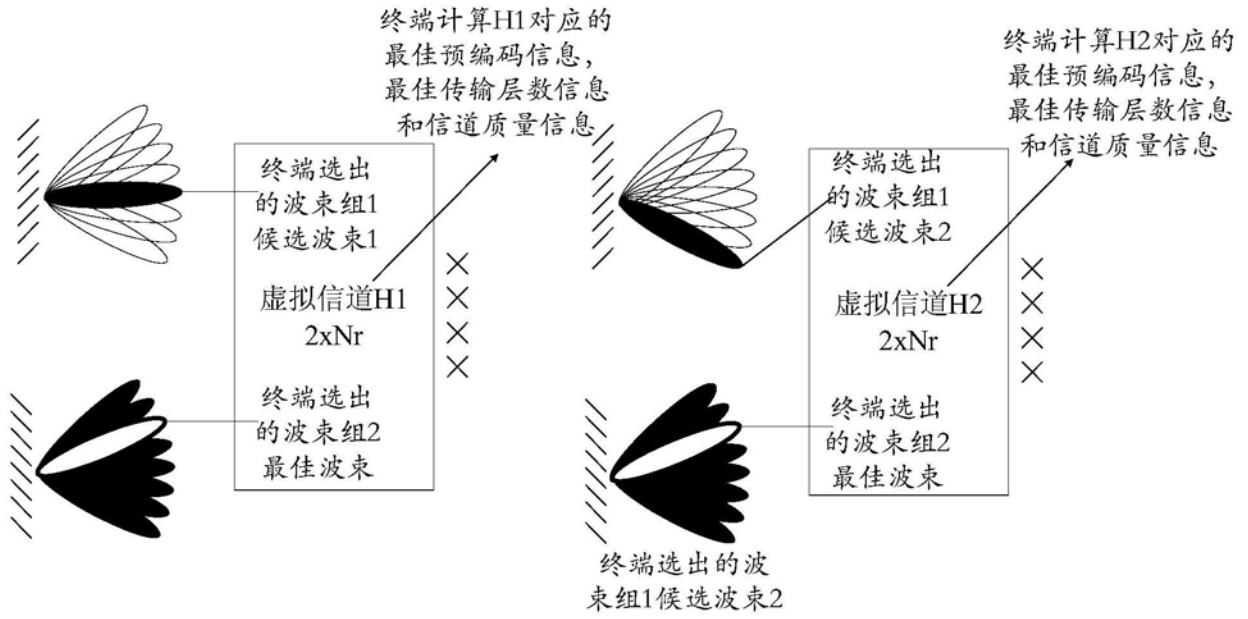 终端计算H1对应的
最佳预编码信息，
最佳传输层数信息
和信道质量信息
终端选出
的波束组1
候选波束1
虚拟信道H1
2xNr
终端选出
的波束组2
最佳波束
终端计算H2对应的
最佳预编码信息，
最佳传输层数信息
和信道质量信息
终端选出
的波束组1
候选波束2
虚拟信道H2
2xNr
终端选出
的波束组2
最佳波束
终端选出的波
束组1候选波束2